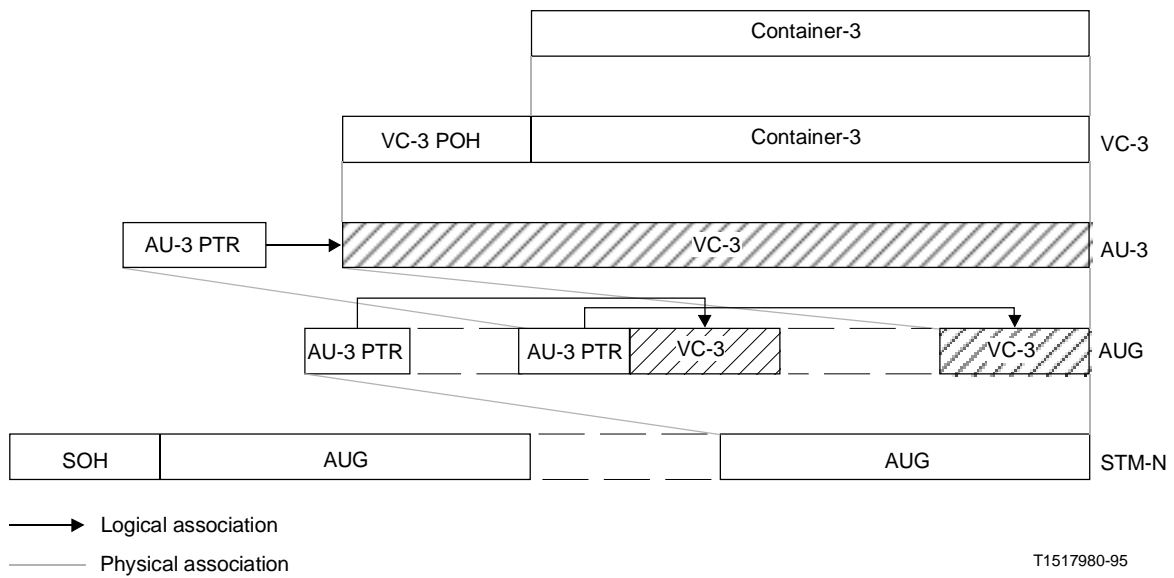 Container-3
VC-3 POH
Container-3
VC-3
AU-3 PTR
VC-3
AU-3
AU-3 PTR
AU-3 PTR
VC-3
VC-3
AUG
SOH
AUG
AUG
STM-N
Logical association
Physical association
T1517980-95